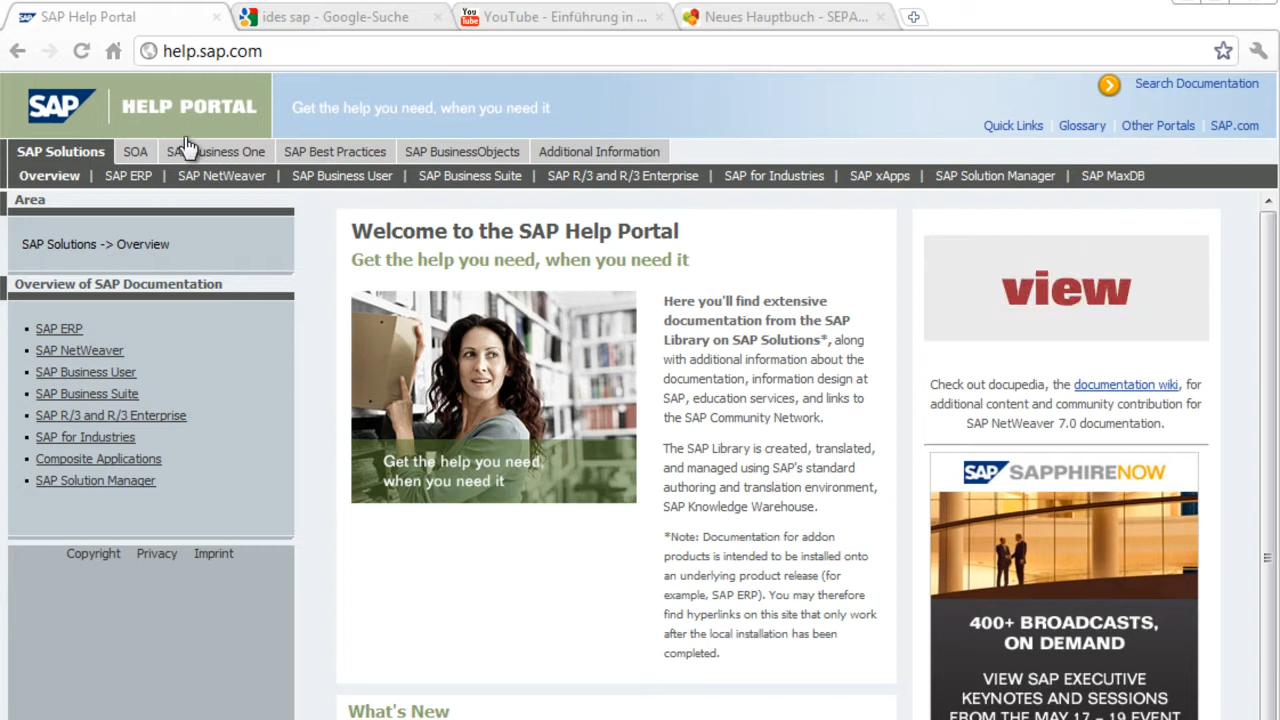 SAP Help Portal
ides sap - Google-Suche
YouTube - Einführung in ...
Neues Hauptbuch - SEPA...
help.sap.com
SAP HELP PORTAL
Get the help you need, when you need it
Search Documentation
Quick Links Glossary Other Portals SAP.com
SAP Solutions SOA SAP Business One SAP Best Practices SAP BusinessObjects Additional Information
Overview SAP ERP SAP NetWeaver SAP Business User SAP Business Suite SAP R/3 and R/3 Enterprise SAP for Industries SAP xApps SAP Solution Manager SAP MaxDB
Area
SAP Solutions -> Overview
Overview of SAP Documentation
SAP ERP
SAP NetWeaver
SAP Business User
SAP Business Suite
SAP R/3 and R/3 Enterprise
SAP for Industries
Composite Applications
SAP Solution Manager
Copyright Privacy Imprint
Welcome to the SAP Help Portal
Get the help you need, when you need it
Get the help you need,
when you need it
Here you'll find extensive
documentation from the SAP
Library on SAP Solutions*, along
with additional information about the
documentation, information design at
SAP, education services, and links to
the SAP Community Network.
The SAP Library is created, translated,
and managed using SAP's standard
authoring and translation environment,
SAP Knowledge Warehouse.
*Note: Documentation for addon
products is intended to be installed onto
an underlying product release (for
example, SAP ERP). You may therefore
find hyperlinks on this site that only work
after the local installation has been
completed.
What's New
view
Check out docupedia, the documentation wiki, for
additional content and community contribution for
SAP NetWeaver 7.0 documentation.
SAP SAPPHIRENOW
400+ BROADCASTS,
ON DEMAND
VIEW SAP EXECUTIVE
KEYNOTES AND SESSIONS
FROM THE MAY 17 - 19 EVENT